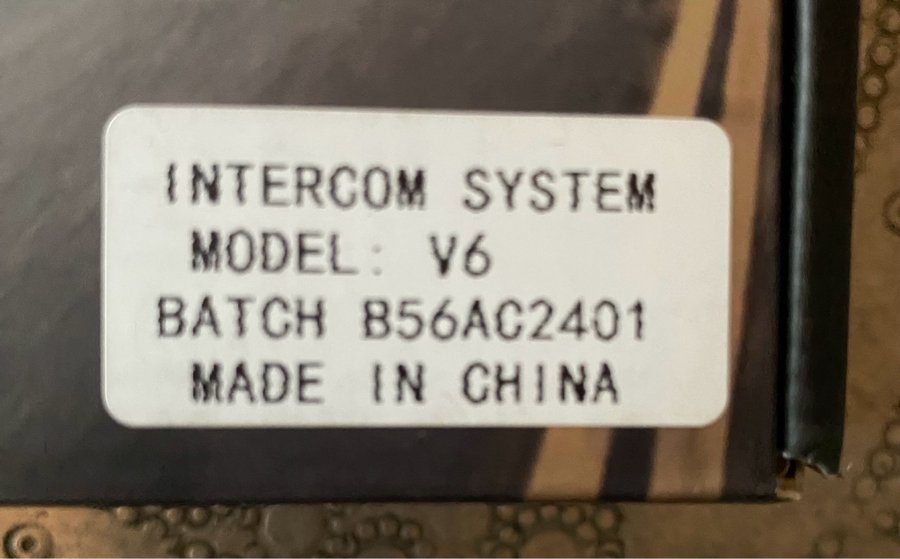 INTERCOM SYSTEM
MODEL: V6
BATCH B56AC2401
MADE IN CHINA